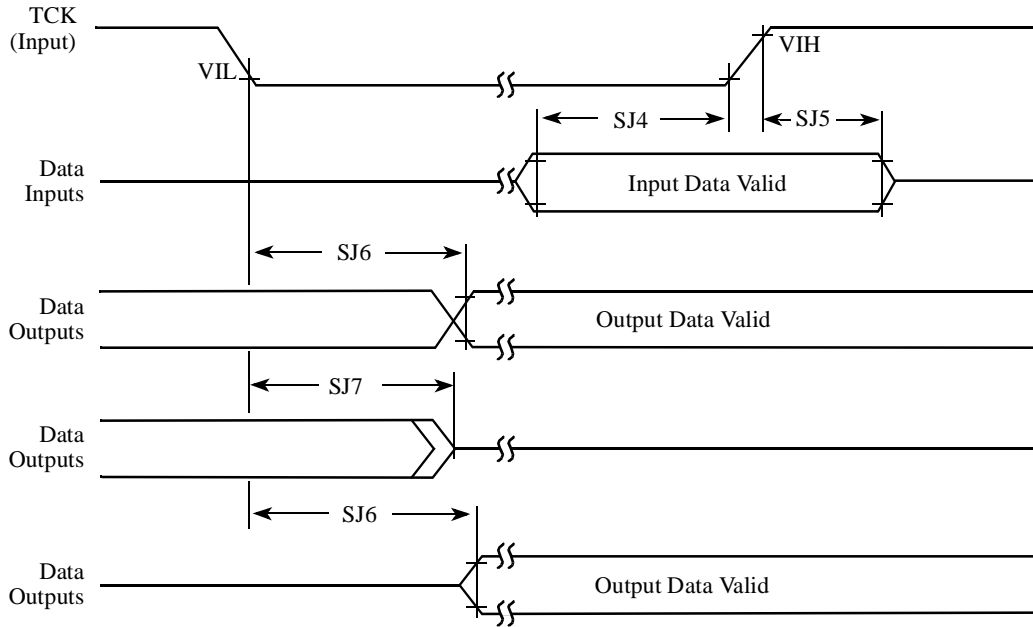 TCK
(Input)
VIL
VIH
SJ4
SJ5
Data
Inputs
Input Data Valid
SJ6
Data
Outputs
Output Data Valid
SJ7
Data
Outputs
SJ6
Data
Outputs
Output Data Valid